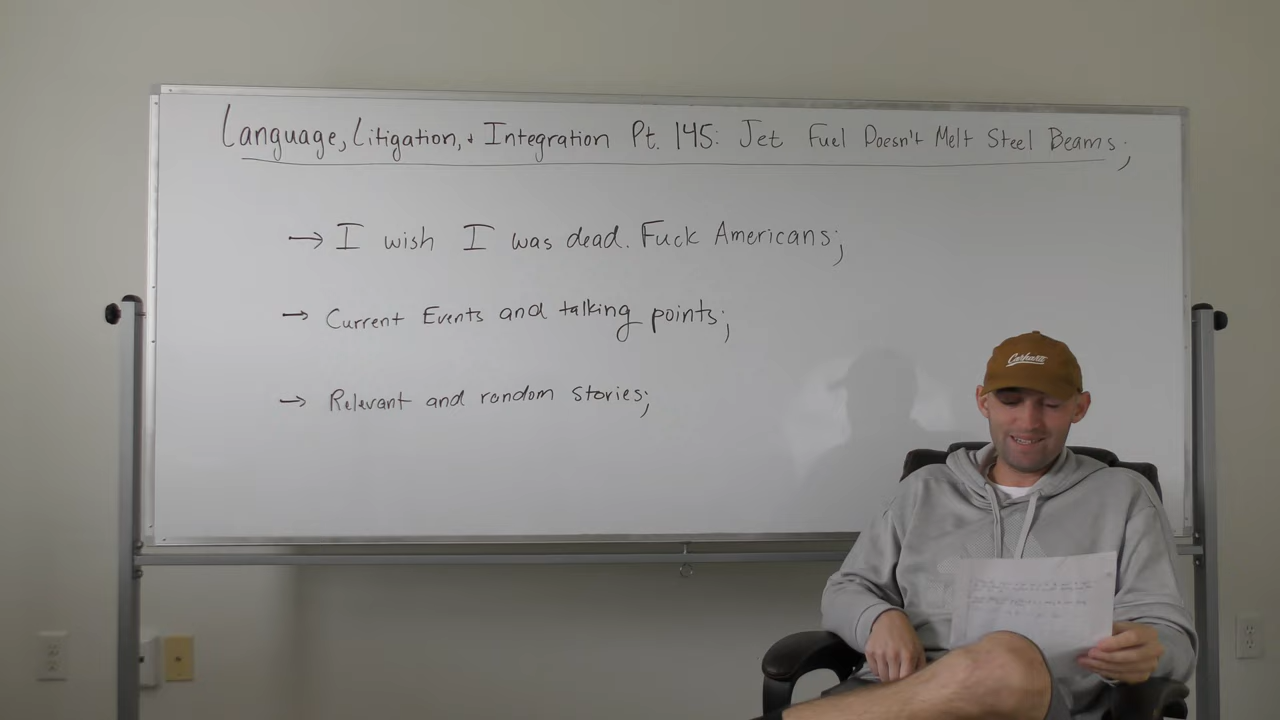 Language, Litigation, + Integration Pt. 145: Jet Fuel Doesn't Melt Steel Beams;
→ I wish I was dead. Fuck Americans;
→ Current Events and talking points;
→ Relevant and random stories;
Carhartt